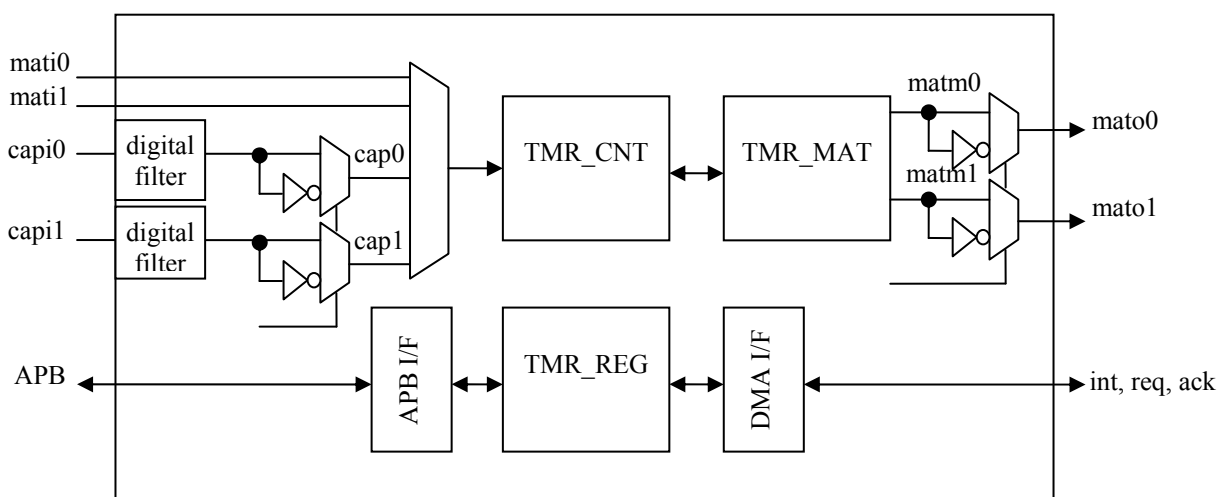 mati0
mati1
capi0
digital
filter
cap0
capi1
digital
filter
cap1
TMR_CNT
TMR_MAT
matm0
mato0
matm1
mato1
APB
APB I/F
TMR_REG
DMA I/F
int, req, ack